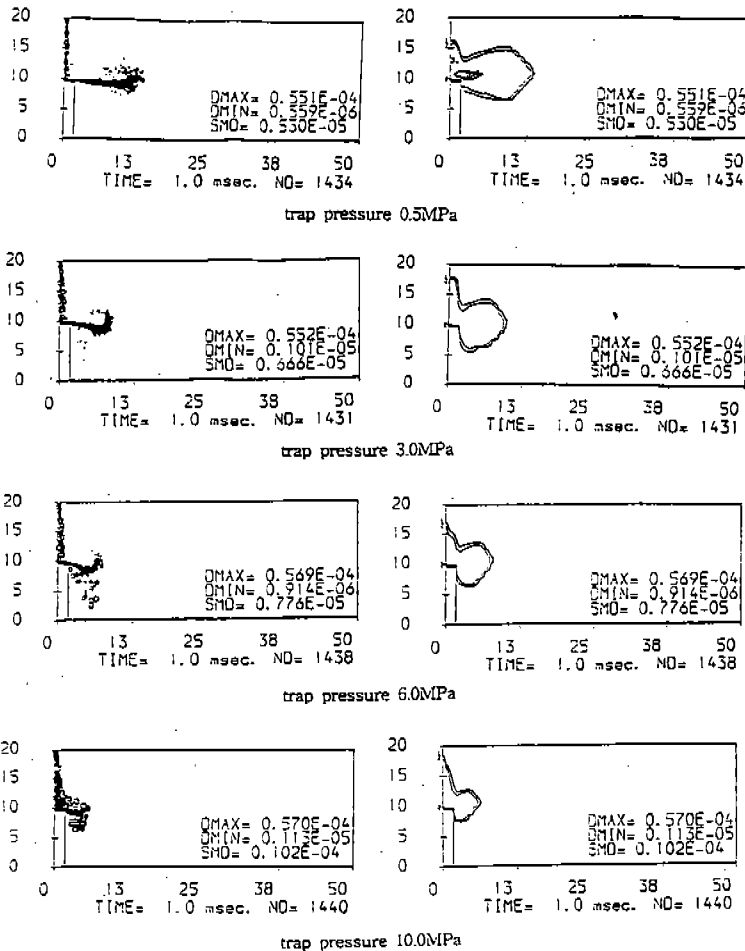 20
15
10
5
0
DMAX= 0.551E-04
DMIN= 0.559E-06
SMD= 0.530E-05
0 13 25 38 50
TIME= 1.0 msec. NO= 1434
20
15
10
5
0
DMAX= 0.551E-04
DMIN= 0.559E-06
SMD= 0.530E-05
0 13 25 38 50
TIME= 1.0 msec. NO= 1434
trap pressure 0.5MPa
20
15
10
5
0
DMAX= 0.552E-04
DMIN= 0.101E-05
SMD= 0.666E-05
0 13 25 38 50
TIME= 1.0 msec. NO= 1431
20
15
10
5
0
DMAX= 0.552E-04
DMIN= 0.101E-05
SMD= 0.666E-05
0 13 25 38 50
TIME= 1.0 msec. NO= 1431
trap pressure 3.0MPa
20
15
10
5
0
DMAX= 0.569E-04
DMIN= 0.914E-06
SMD= 0.776E-05
0 13 25 38 50
TIME= 1.0 msec. NO= 1438
20
15
10
5
0
DMAX= 0.569E-04
DMIN= 0.914E-06
SMD= 0.776E-05
0 13 25 38 50
TIME= 1.0 msec. NO= 1438
trap pressure 6.0MPa
20
15
10
5
0
DMAX= 0.570E-04
DMIN= 0.113E-05
SMD= 0.102E-04
0 13 25 38 50
TIME= 1.0 msec. NO= 1440
20
15
10
5
0
DMAX= 0.570E-04
DMIN= 0.113E-05
SMD= 0.102E-04
0 13 25 38 50
TIME= 1.0 msec. NO= 1440
trap pressure 10.0MPa